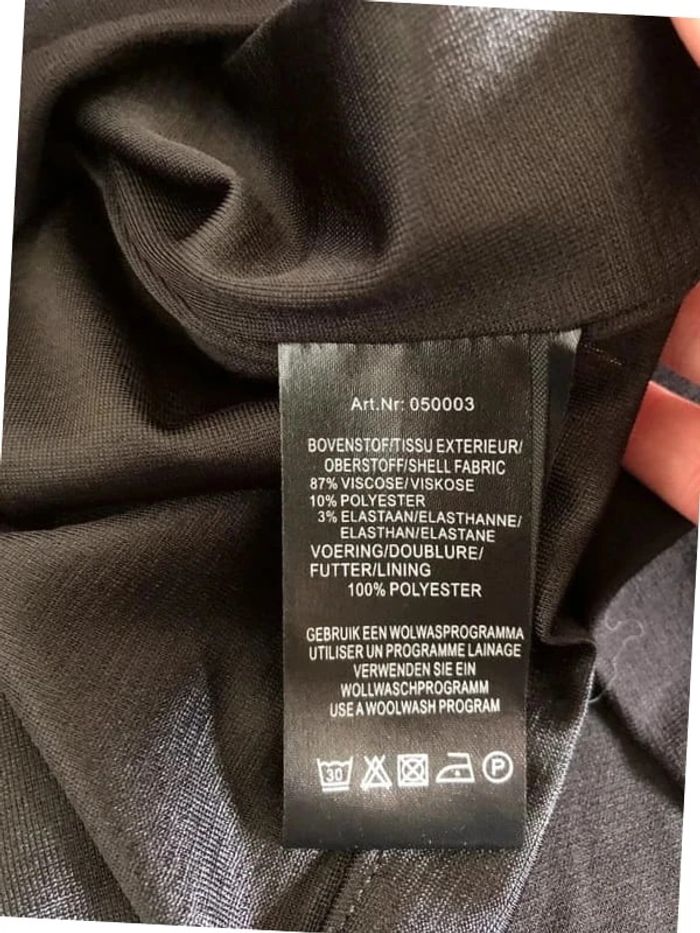 Art.Nr: 050003
BOVENSTOF/TISSU EXTERIEUR/
OBERSTOFF/SHELL FABRIC
87% VISCOSE/VISKOSE
10% POLYESTER
3% ELASTAAN/ELASTHANNE/
ELASTHAN/ELASTANE
VOERING/DOUBLURE/
FUTTER/LINING
100% POLYESTER
GEBRUIK EEN WOLWASPROGRAMMA
UTILISER UN PROGRAMME LAINAGE
VERWENDEN SIE EIN
WOLLWASCHPROGRAMM
USE A WOOLWASH PROGRAM
30 P